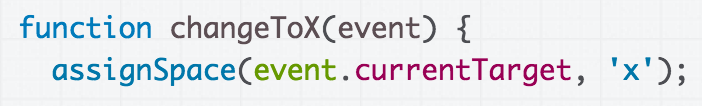 function changeToX(event) {
assignSpace(event.currentTarget, 'x');